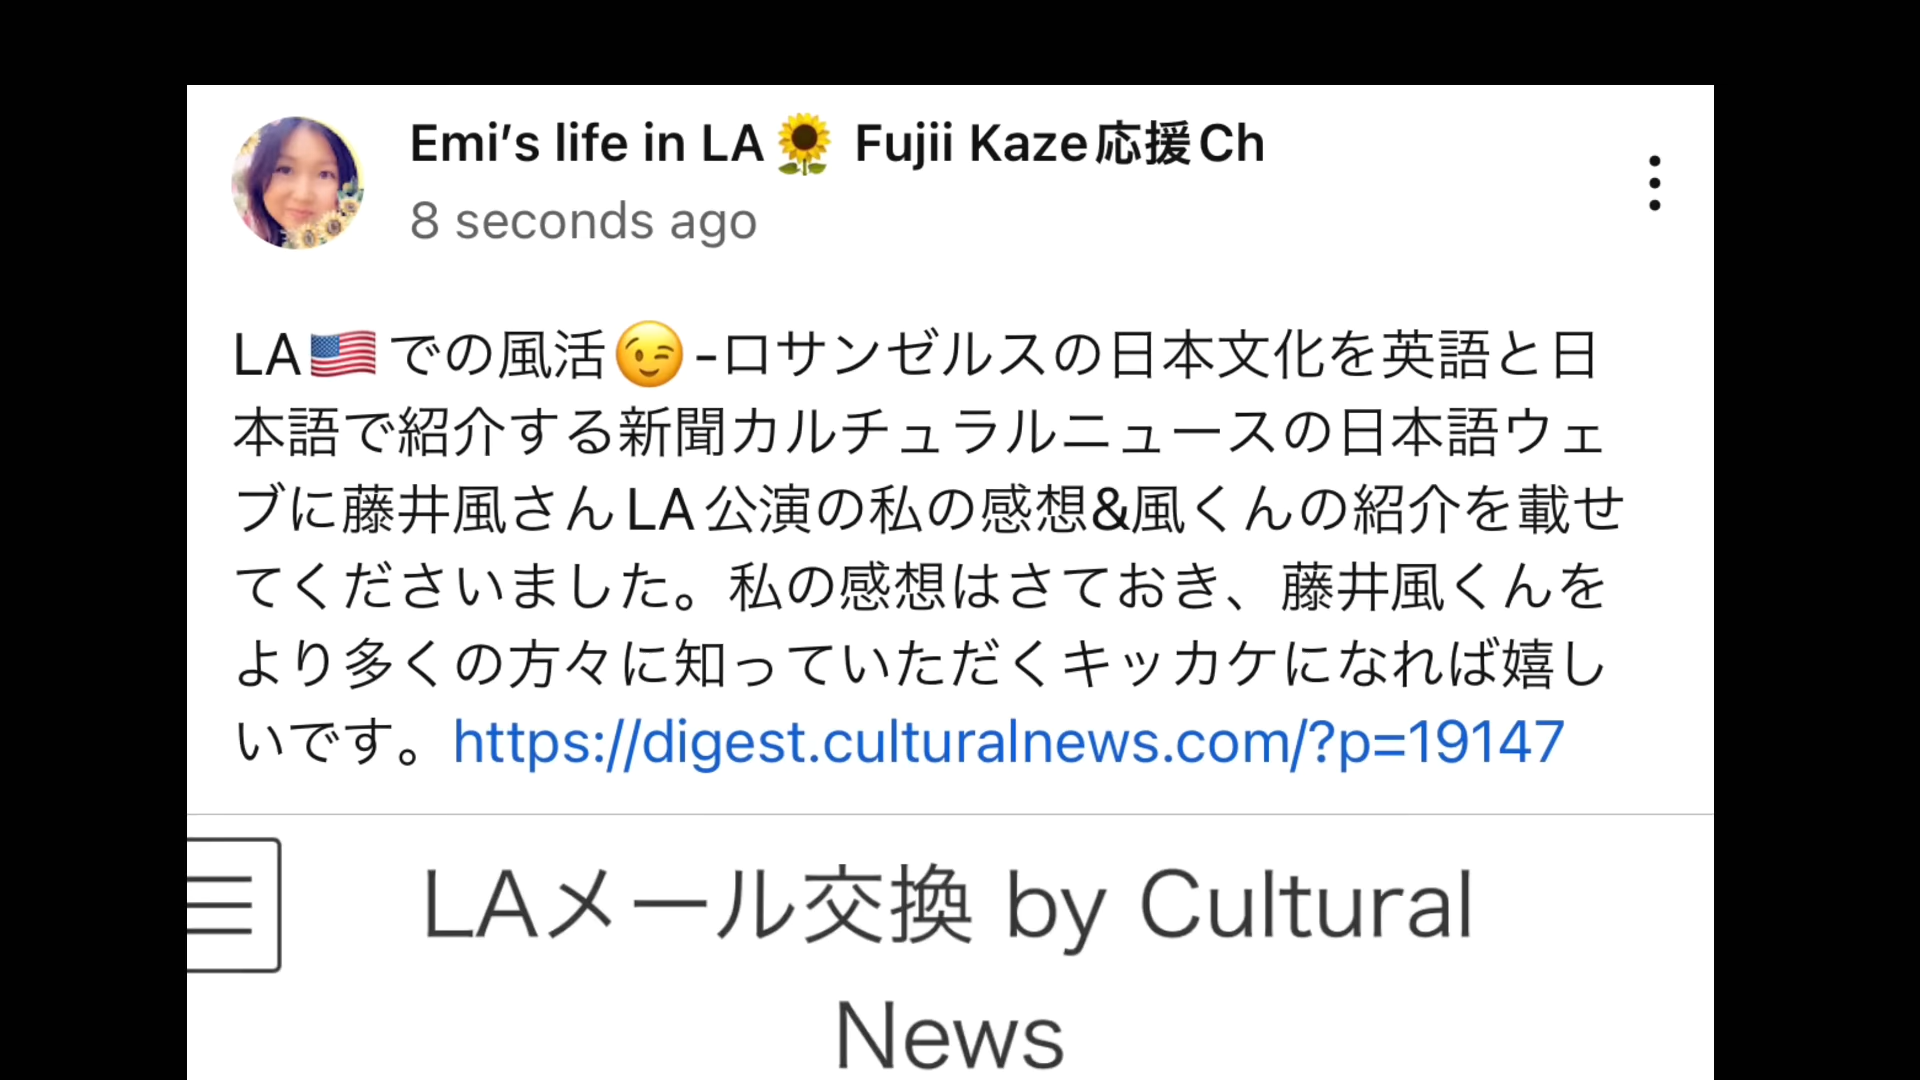 Emi’s life in LA🌻 Fujii Kaze応援Ch
8 seconds ago
LA🇺🇸での風活😉-ロサンゼルスの日本文化を英語と日
本語で紹介する新聞カルチュラルニュースの日本語ウェ
ブに藤井風さんLA公演の私の感想&風くんの紹介を載せ
てくださいました。私の感想はさておき、藤井風くんを
より多くの方々に知っていただくキッカケになれば嬉し
いです。https://digest.culturalnews.com/?p=19147
LAメール交換 by Cultural
News